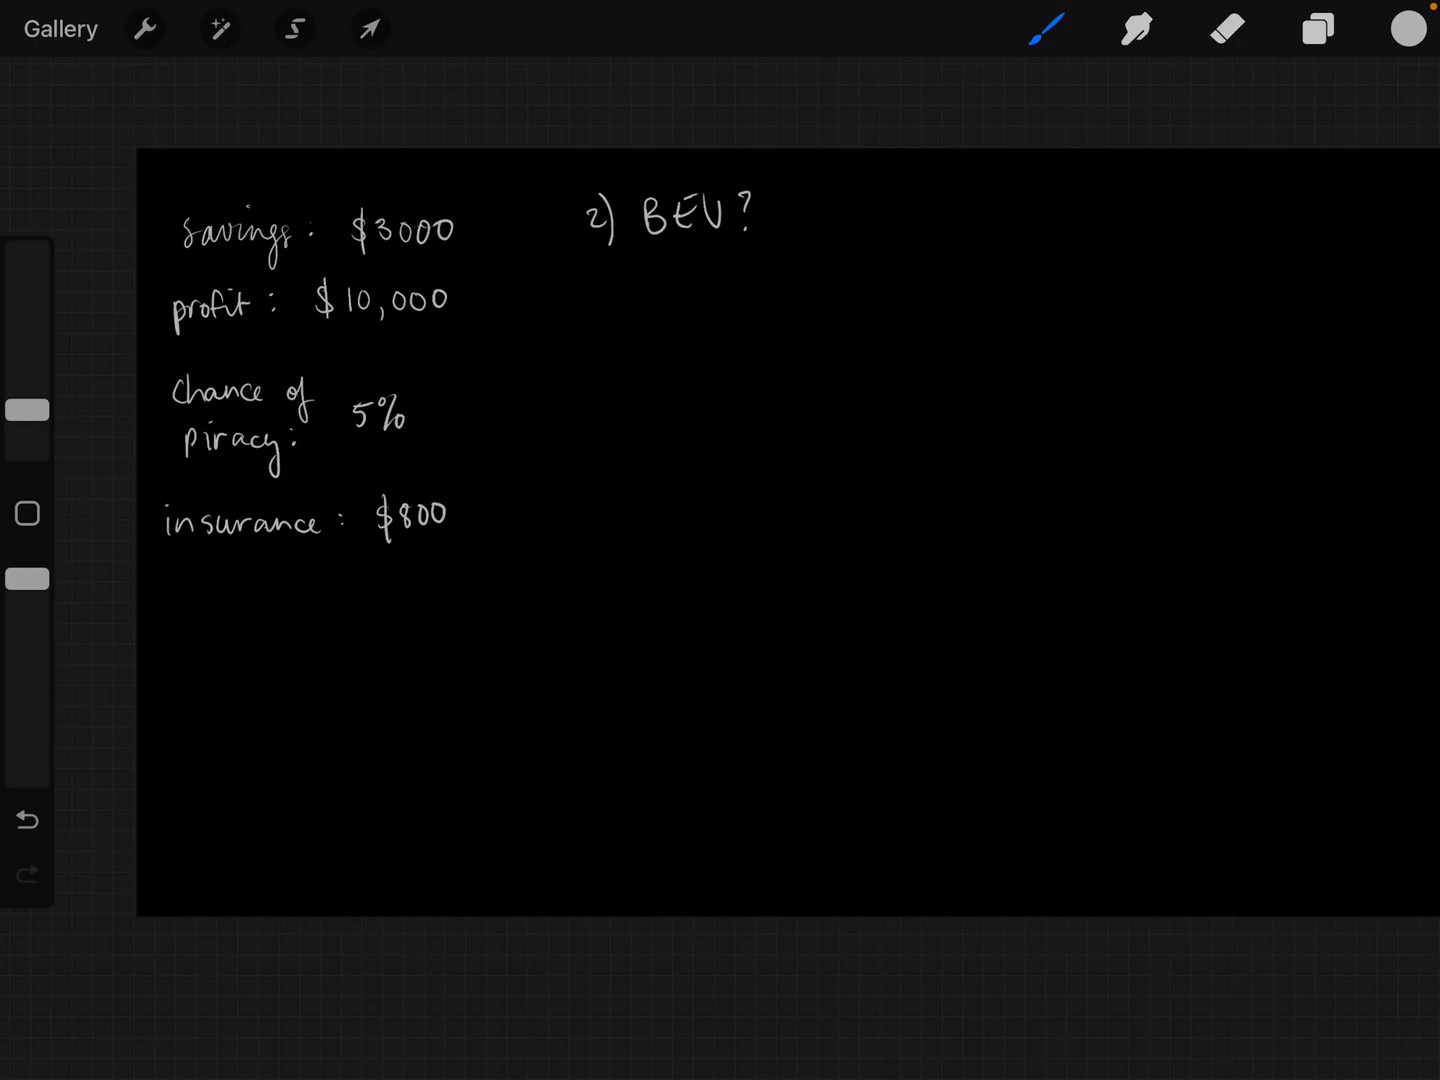 Gallery
savings: $3000
profit: $10,000
Chance of
piracy: 5%
insurance: $800
2) BEV?